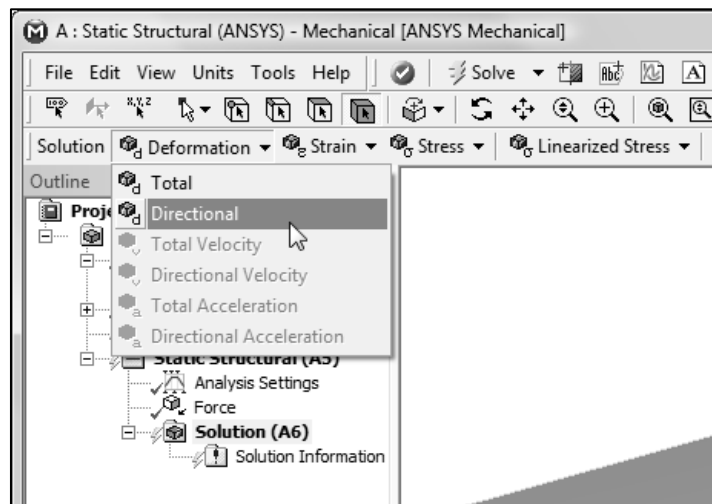 A : Static Structural (ANSYS) - Mechanical [ANSYS Mechanical]
File Edit View Units Tools Help Solve A
Solution Deformation Strain Stress Linearized Stress
Outline
Total
Directional
Total Velocity
Directional Velocity
Total Acceleration
Directional Acceleration
Static Structural (A5)
Analysis Settings
Force
Solution (A6)
Solution Information